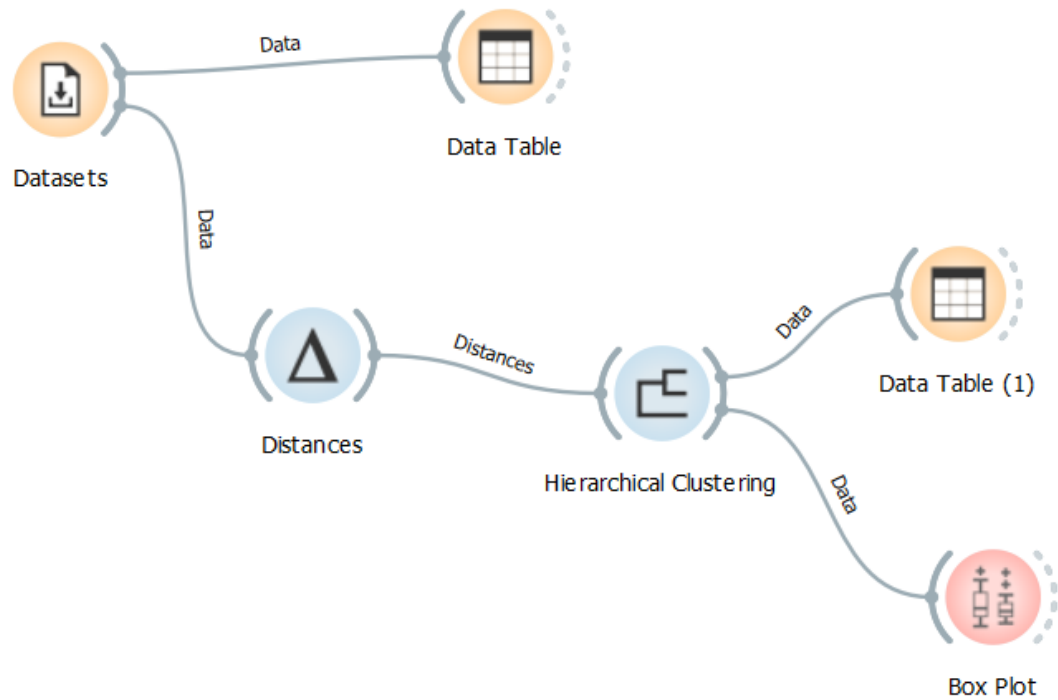 Data
Data Table
Datasets
Data
Distances
Distances
Data
Data Table (1)
Hierarchical Clustering
Data
Box Plot